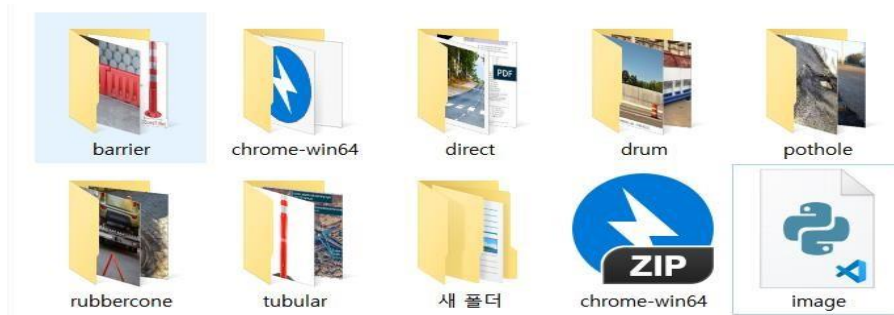 PDF
barrier
chrome-win64
direct
drum
pothole
ZIP
rubbercone
tubular
새 폴더
chrome-win64
image